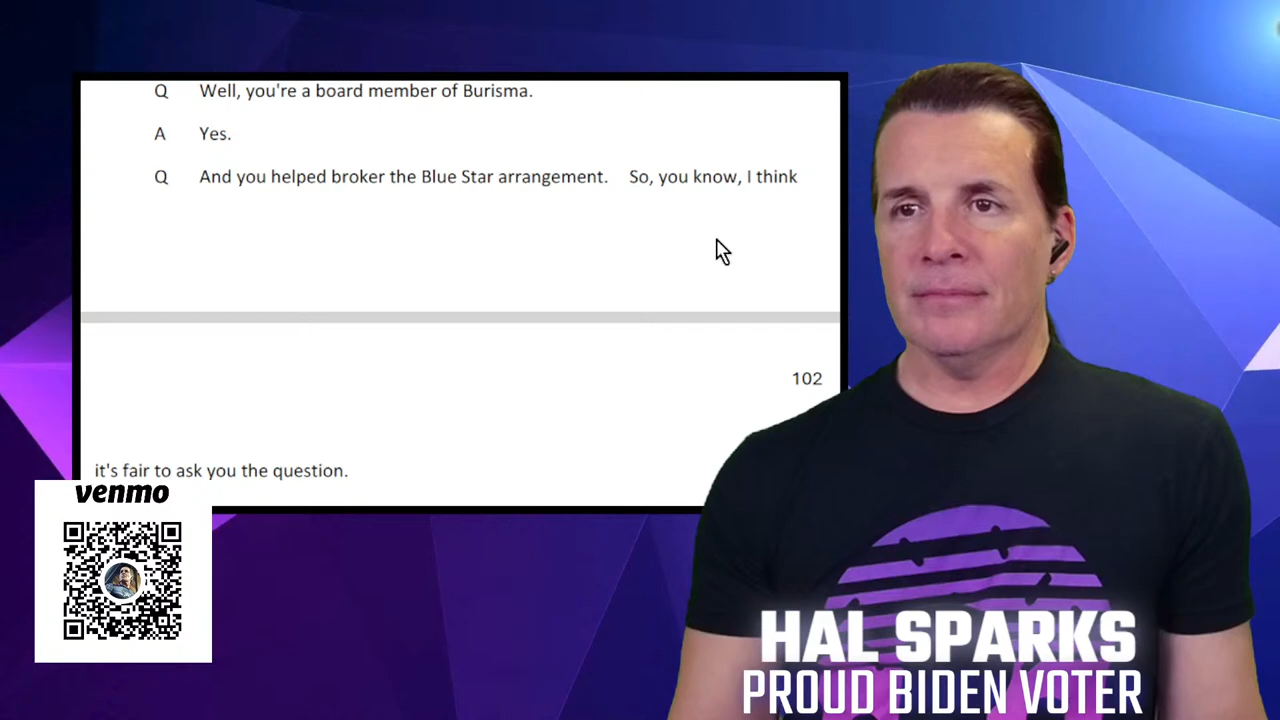 Q Well, you're a board member of Burisma.
A Yes.
Q And you helped broker the Blue Star arrangement. So, you know, I think
102
it's fair to ask you the question.
venmo
HAL SPARKS
PROUD BIDEN VOTER